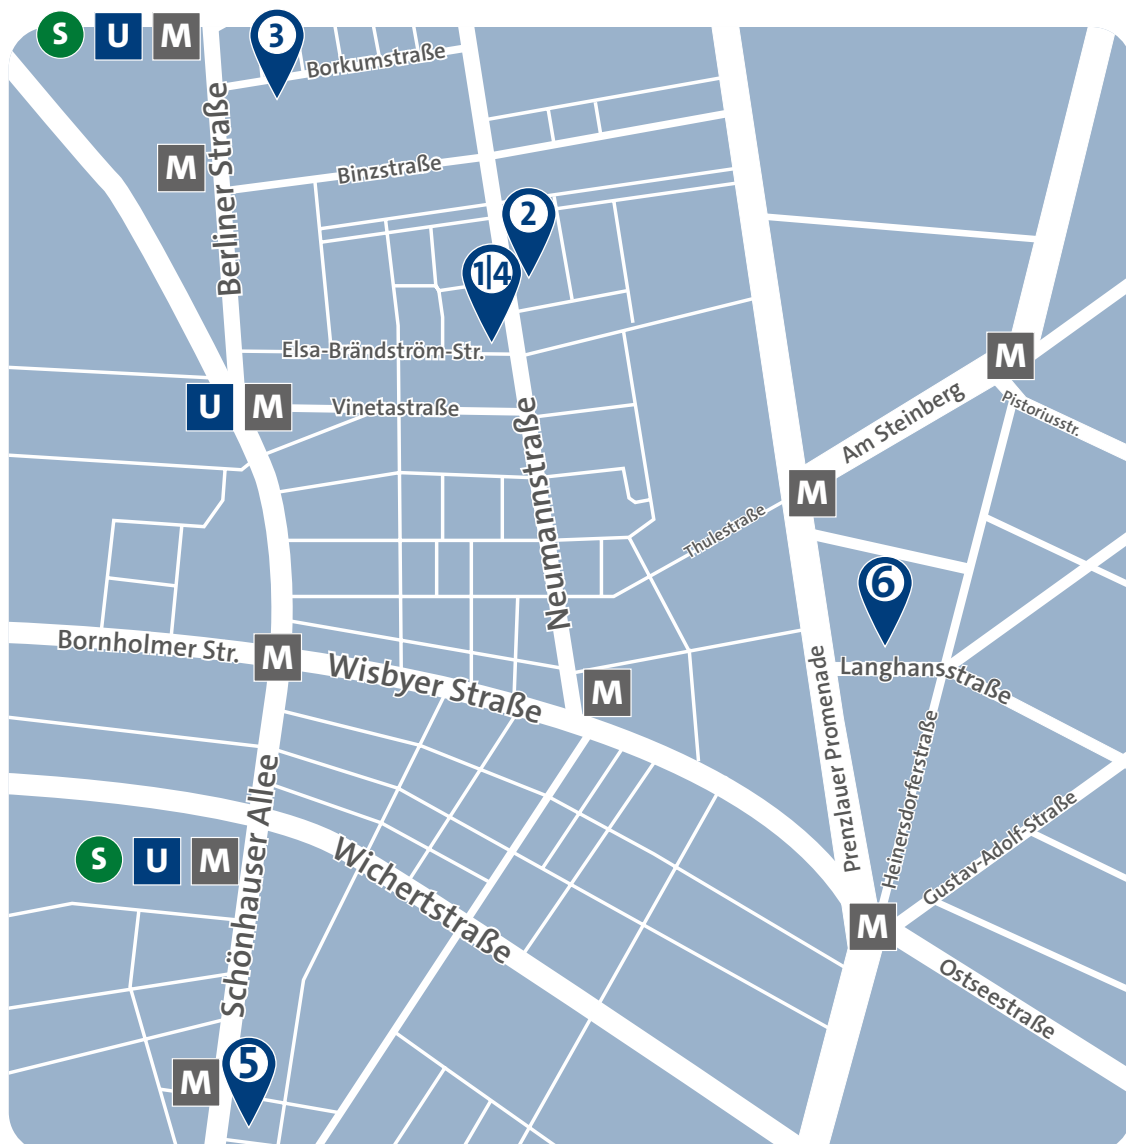 S U M
3
Borkumstraße
Berliner Straße
M
Binzstraße
2
1|4
Elsa-Brändström-Str.
U M
Vinetastraße
M
Pistoriusstr.
Am Steinberg
M
Neumannstraße
Thulestraße
6
Bornholmer Str.
M
Wisbyer Straße
M
Langhansstraße
Prenzlauer Promenade
Heinersdorferstraße
Schönhauser Allee
Gustav-Adolf-Straße
S U M
Wichertstraße
M
Ostseestraße
M
5